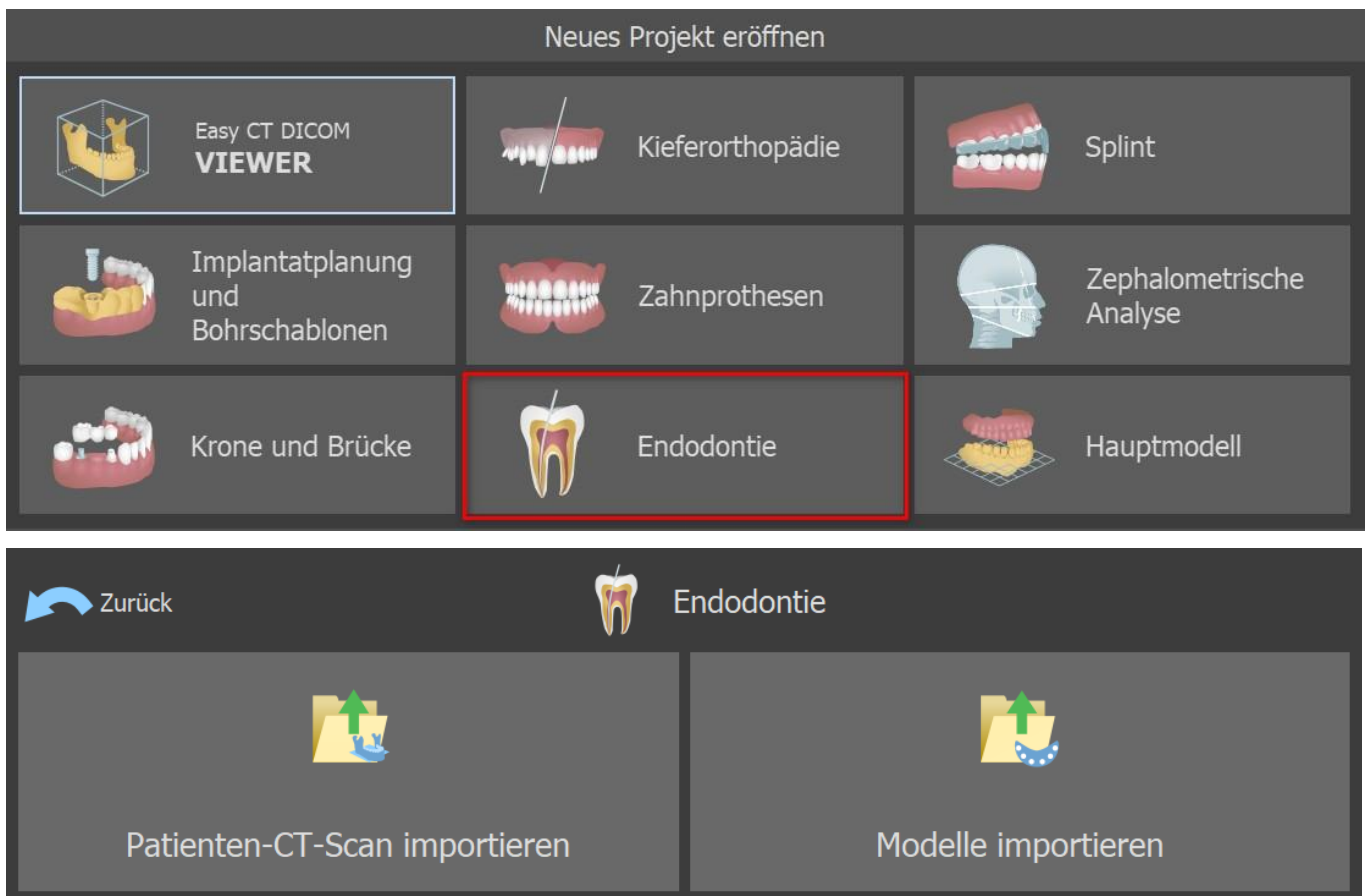 Neues Projekt eröffnen
Easy CT DICOM
VIEWER
Kieferorthopädie
Splint
Implantatplanung
und
Bohrschablonen
Zahnprothesen
Zephalometrische
Analyse
Krone und Brücke
Endodontie
Hauptmodell
Zurück
Endodontie
Patienten-CT-Scan importieren
Modelle importieren